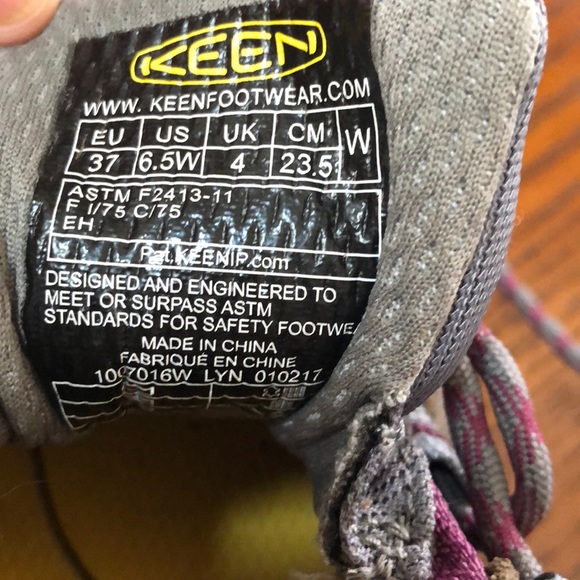 KEEN
WWW. KEENFOOTWEAR.COM
EU US UK CM W
37 6.5W 4 23.5
ASTM F2413-11
F I/75 C/75
EH
Pat.KEENIP.com
DESIGNED AND ENGINEERED TO
MEET OR SURPASS ASTM
STANDARDS FOR SAFETY FOOTWEA
MADE IN CHINA
FABRIQUÉ EN CHINE
1007016W LYN 010217